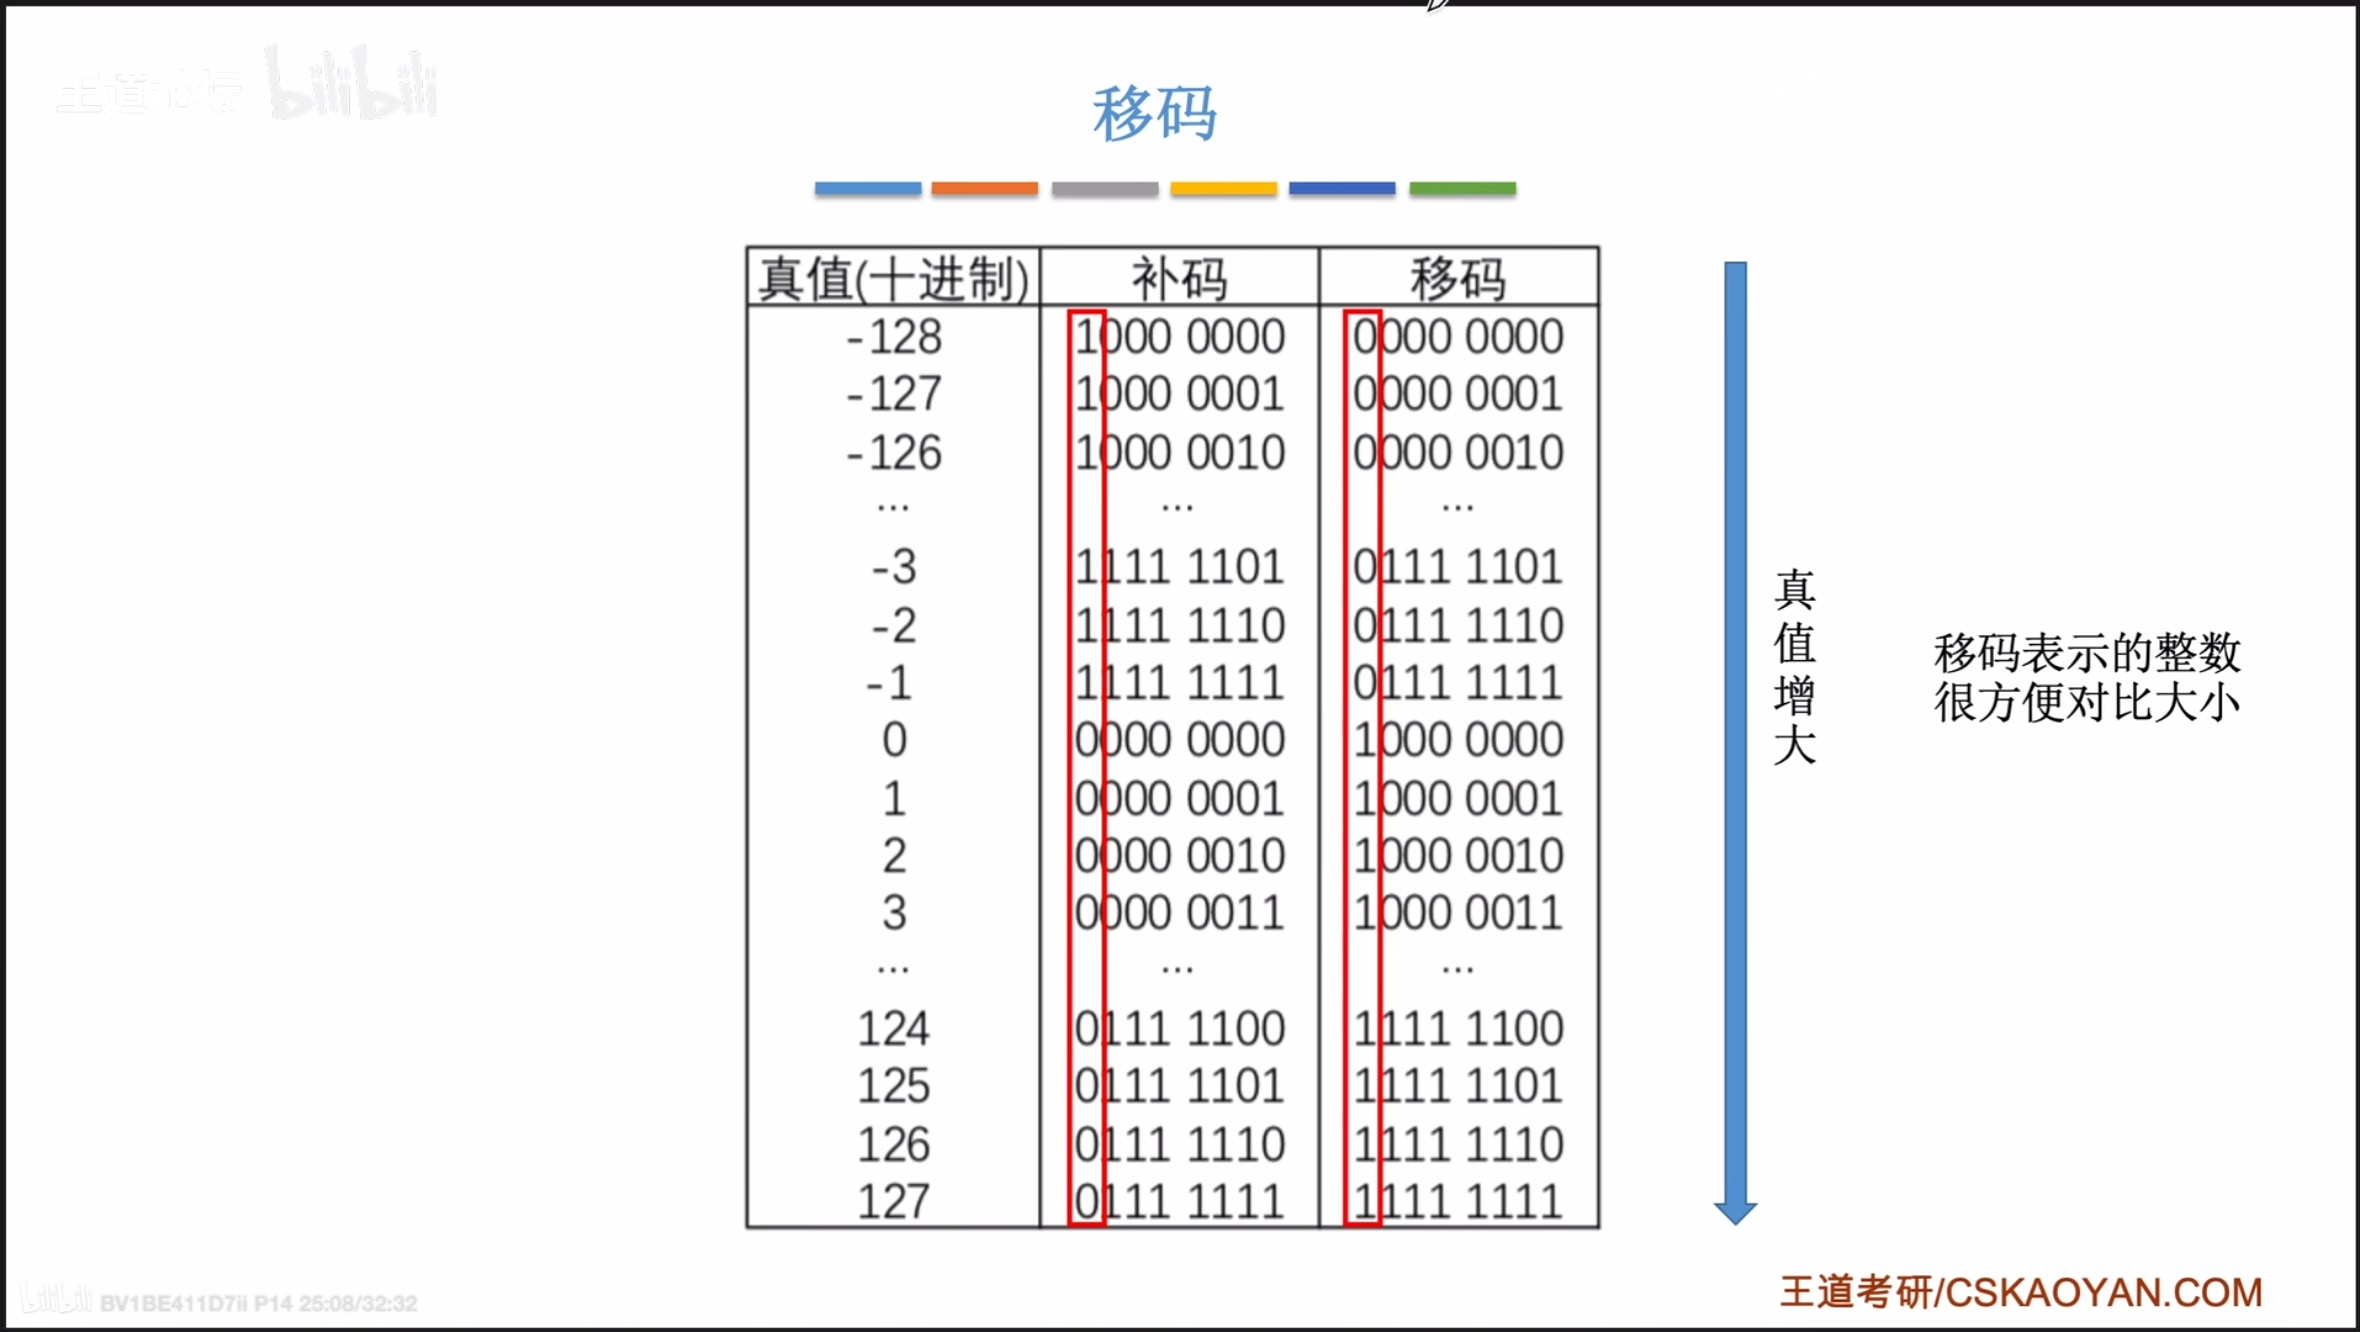 王道论坛 bilibili
移码
真值(十进制) 补码 移码
-128 1000 0000 0000 0000
-127 1000 0001 0000 0001
-126 1000 0010 0000 0010
... ... ...
-3 1111 1101 0111 1101
-2 1111 1110 0111 1110
-1 1111 1111 0111 1111
0 0000 0000 1000 0000
1 0000 0001 1000 0001
2 0000 0010 1000 0010
3 0000 0011 1000 0011
... ... ...
124 0111 1100 1111 1100
125 0111 1101 1111 1101
126 0111 1110 1111 1110
127 0111 1111 1111 1111
真值增大
移码表示的整数
很方便对比大小
bilibili BV1BE411D7ii P14 25:08/32:32
王道考研/CSKAOYAN.COM